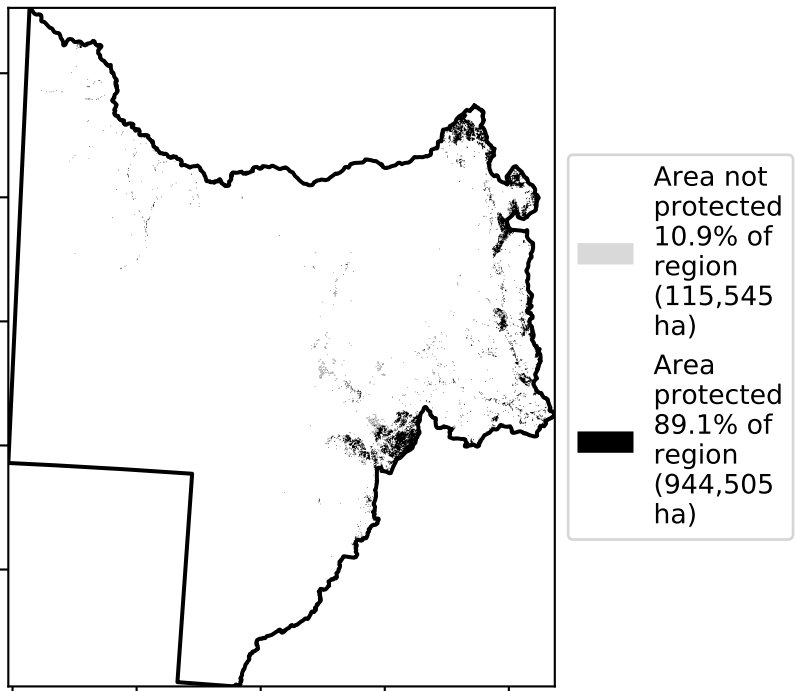 Area not
protected
10.9% of
region
(115,545
ha)
Area
protected
89.1% of
region
(944,505
ha)